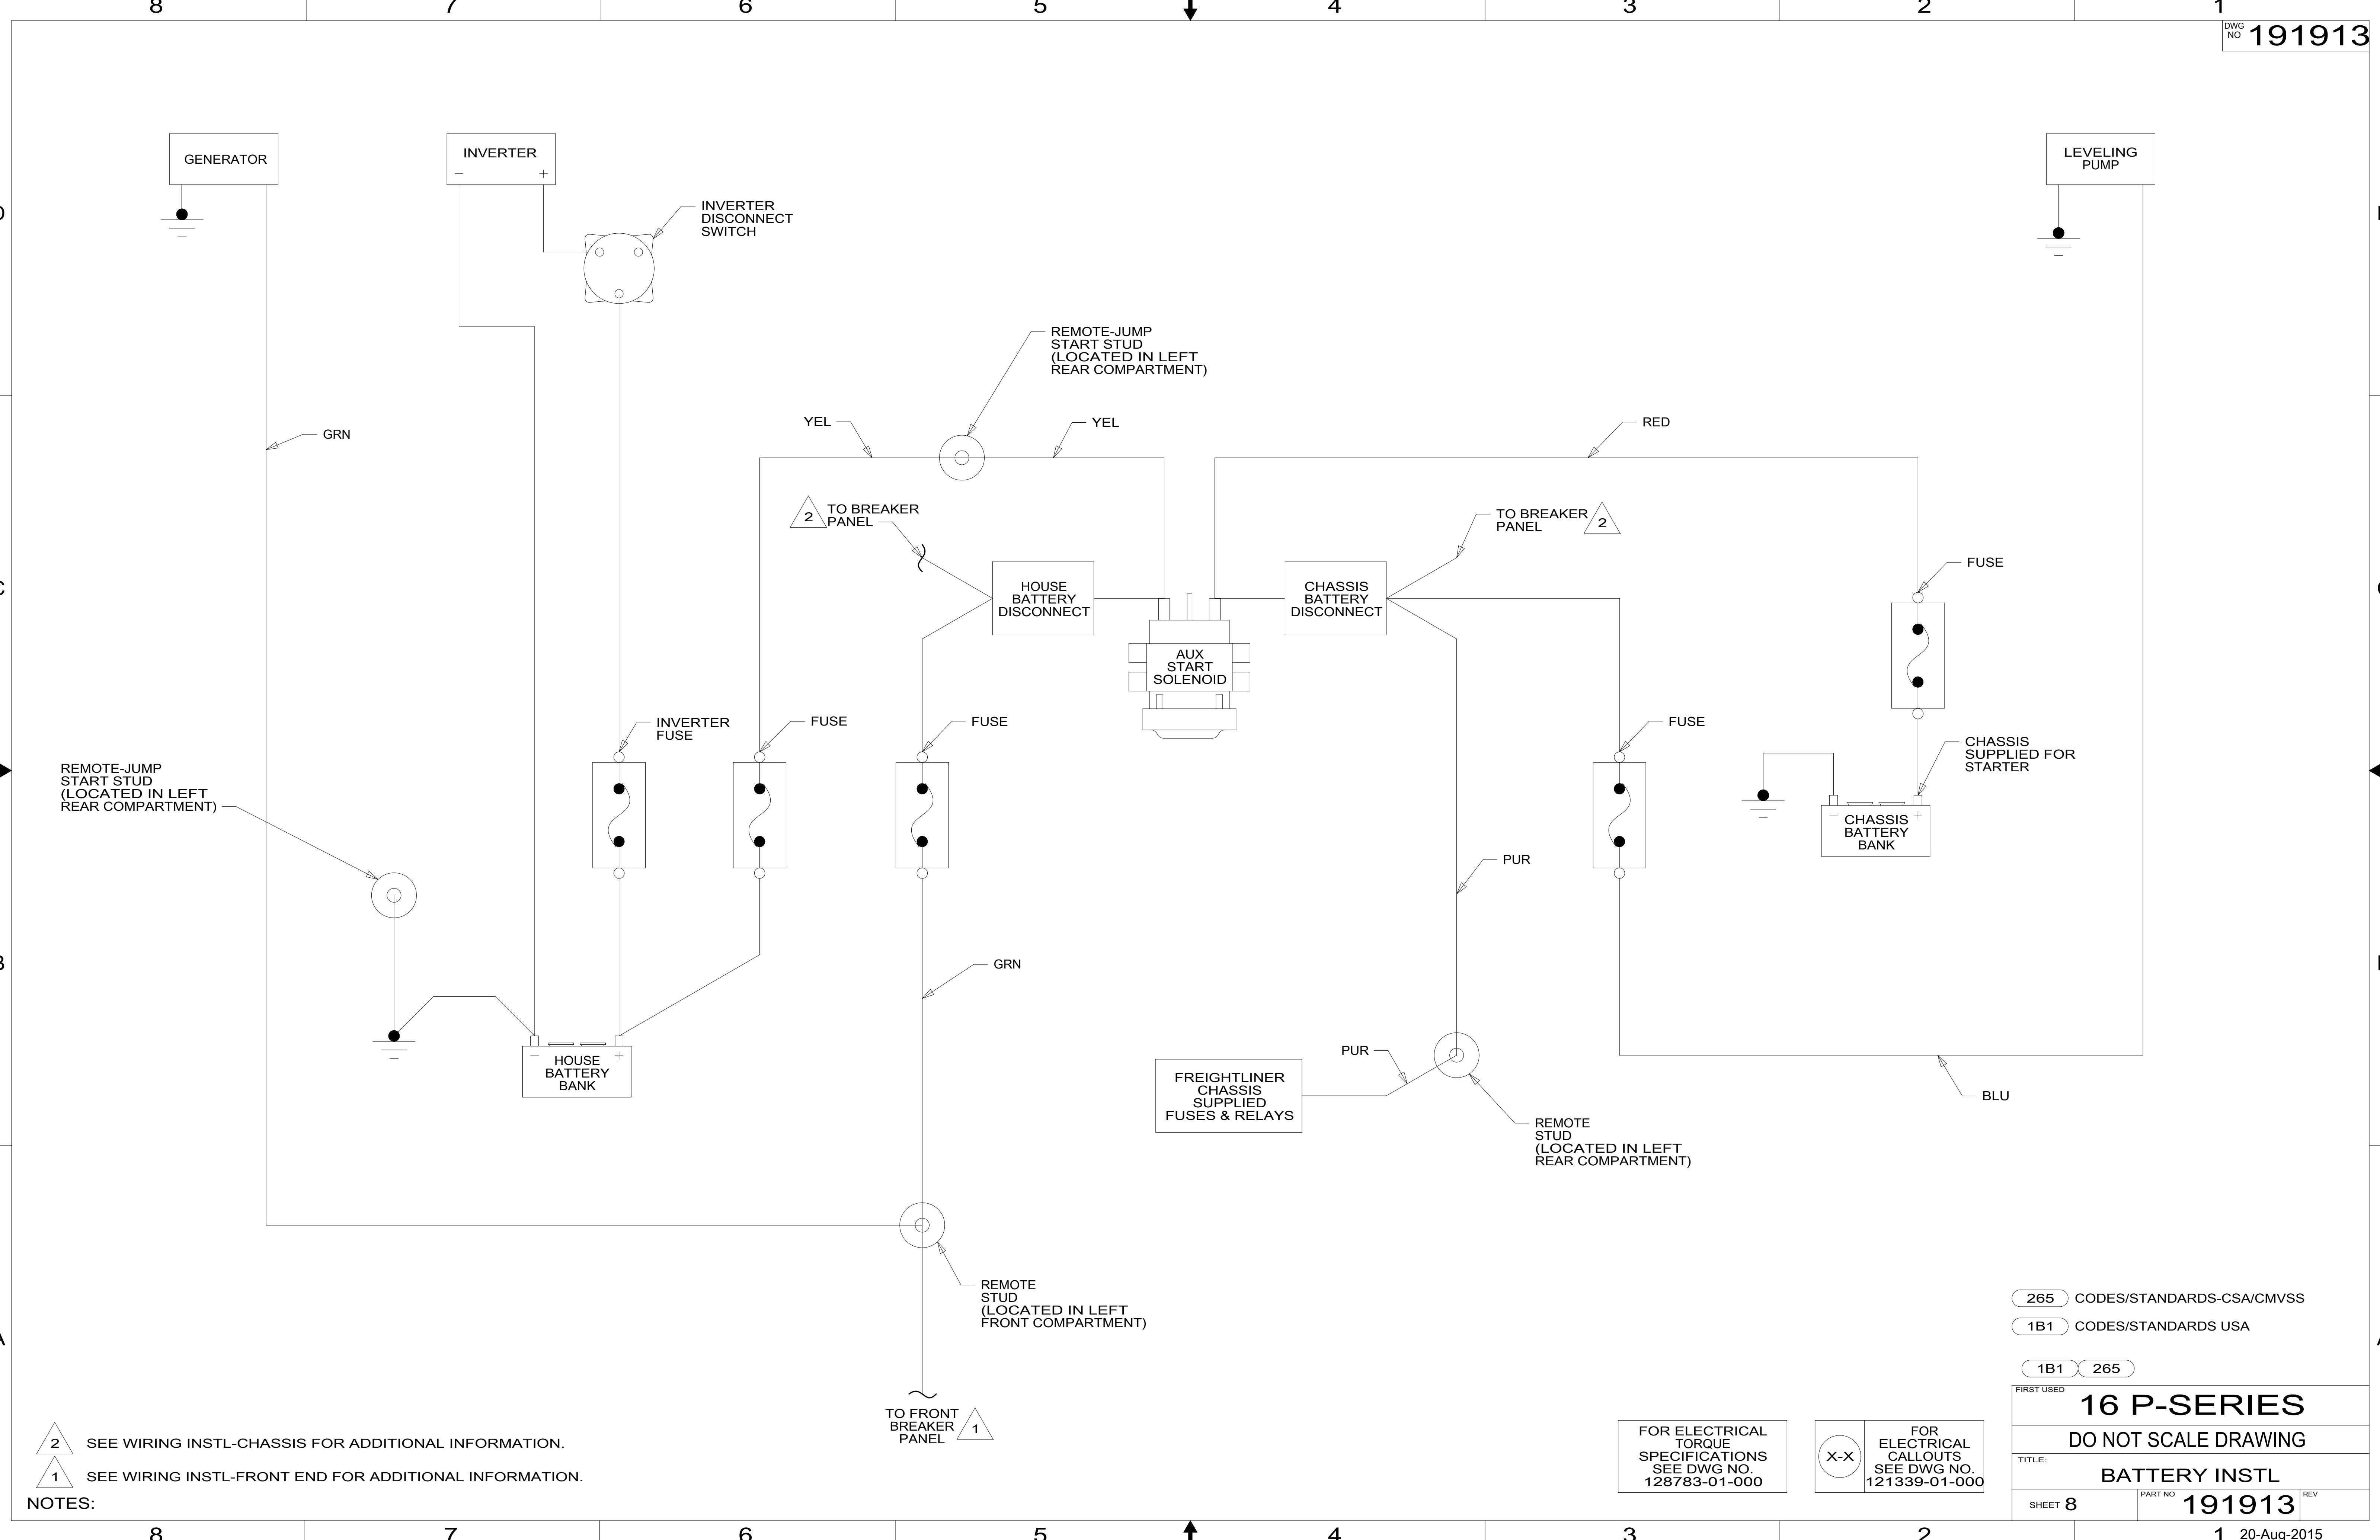 8 7 6 5 4 3 2 1
DWG
NO 191913
GENERATOR
INVERTER
– +
INVERTER
DISCONNECT
SWITCH
LEVELING
PUMP
REMOTE-JUMP
START STUD
(LOCATED IN LEFT
REAR COMPARTMENT)
GRN
YEL
YEL
RED
2
TO BREAKER
PANEL
TO BREAKER
PANEL
2
HOUSE
BATTERY
DISCONNECT
CHASSIS
BATTERY
DISCONNECT
FUSE
AUX
START
SOLENOID
INVERTER
FUSE
FUSE
FUSE
FUSE
CHASSIS
SUPPLIED FOR
STARTER
REMOTE-JUMP
START STUD
(LOCATED IN LEFT
REAR COMPARTMENT)
– +
CHASSIS
BATTERY
BANK
PUR
GRN
– +
HOUSE
BATTERY
BANK
PUR
FREIGHTLINER
CHASSIS
SUPPLIED
FUSES & RELAYS
BLU
REMOTE
STUD
(LOCATED IN LEFT
REAR COMPARTMENT)
REMOTE
STUD
(LOCATED IN LEFT
FRONT COMPARTMENT)
265 CODES/STANDARDS-CSA/CMVSS
1B1 CODES/STANDARDS USA
1B1 265
TO FRONT
BREAKER
PANEL
1
2 SEE WIRING INSTL-CHASSIS FOR ADDITIONAL INFORMATION.
1 SEE WIRING INSTL-FRONT END FOR ADDITIONAL INFORMATION.
NOTES:
FOR ELECTRICAL
TORQUE
SPECIFICATIONS
SEE DWG NO.
128783-01-000
X-X
FOR
ELECTRICAL
CALLOUTS
SEE DWG NO.
121339-01-000
FIRST USED
16 P-SERIES
DO NOT SCALE DRAWING
TITLE:
BATTERY INSTL
SHEET 8
PART NO 191913
REV
8 7 6 5 4 3 2 1
20-Aug-2015